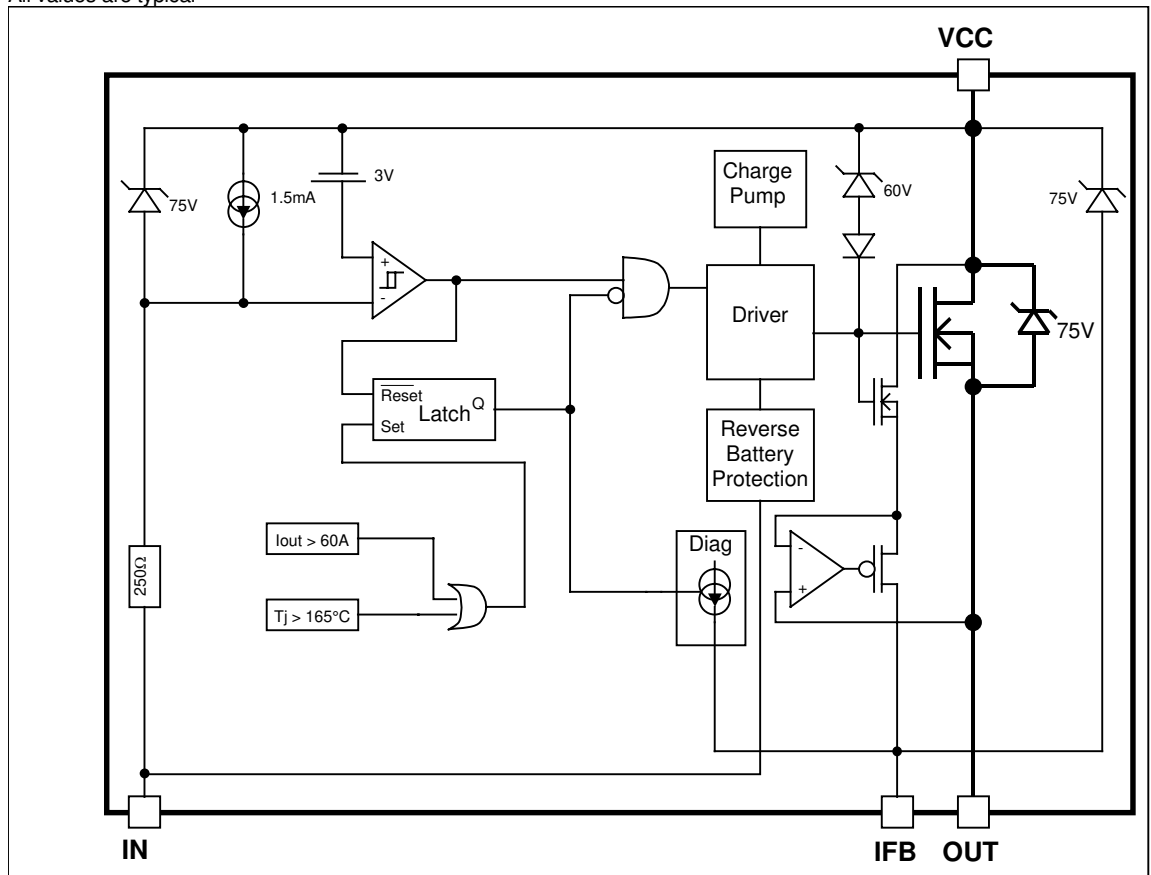 All values are typical
VCC
75V
1.5mA
3V
Charge
Pump
60V
75V
+
-
Driver
75V
Reset
Latch
Q
Set
Reverse
Battery
Protection
Iout > 60A
Diag
-
+
250Ω
Tj > 165°C
IN
IFB
OUT